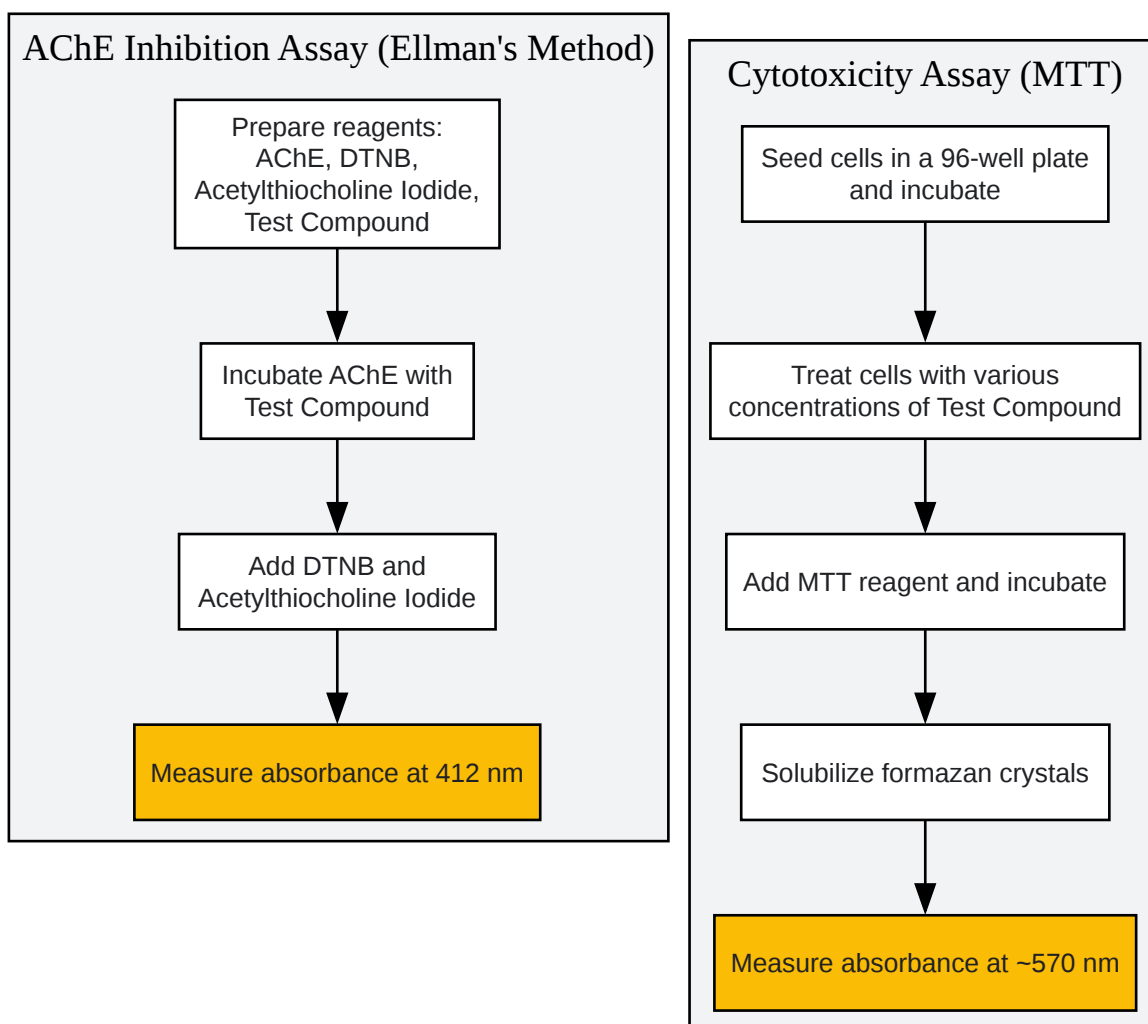 AChE Inhibition Assay (Ellman's Method)
Prepare reagents:
AChE, DTNB,
Acetylthiocholine Iodide,
Test Compound
Incubate AChE with
Test Compound
Add DTNB and
Acetylthiocholine Iodide
Measure absorbance at 412 nm
Cytotoxicity Assay (MTT)
Seed cells in a 96-well plate
and incubate
Treat cells with various
concentrations of Test Compound
Add MTT reagent and incubate
Solubilize formazan crystals
Measure absorbance at ~570 nm